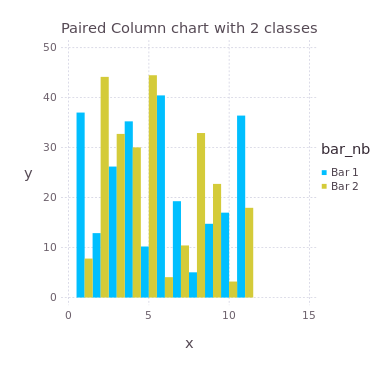 Paired Column chart with 2 classes
50
40
30
20
10
0
y
0 5 10 15
x
bar_nb
Bar 1
Bar 2